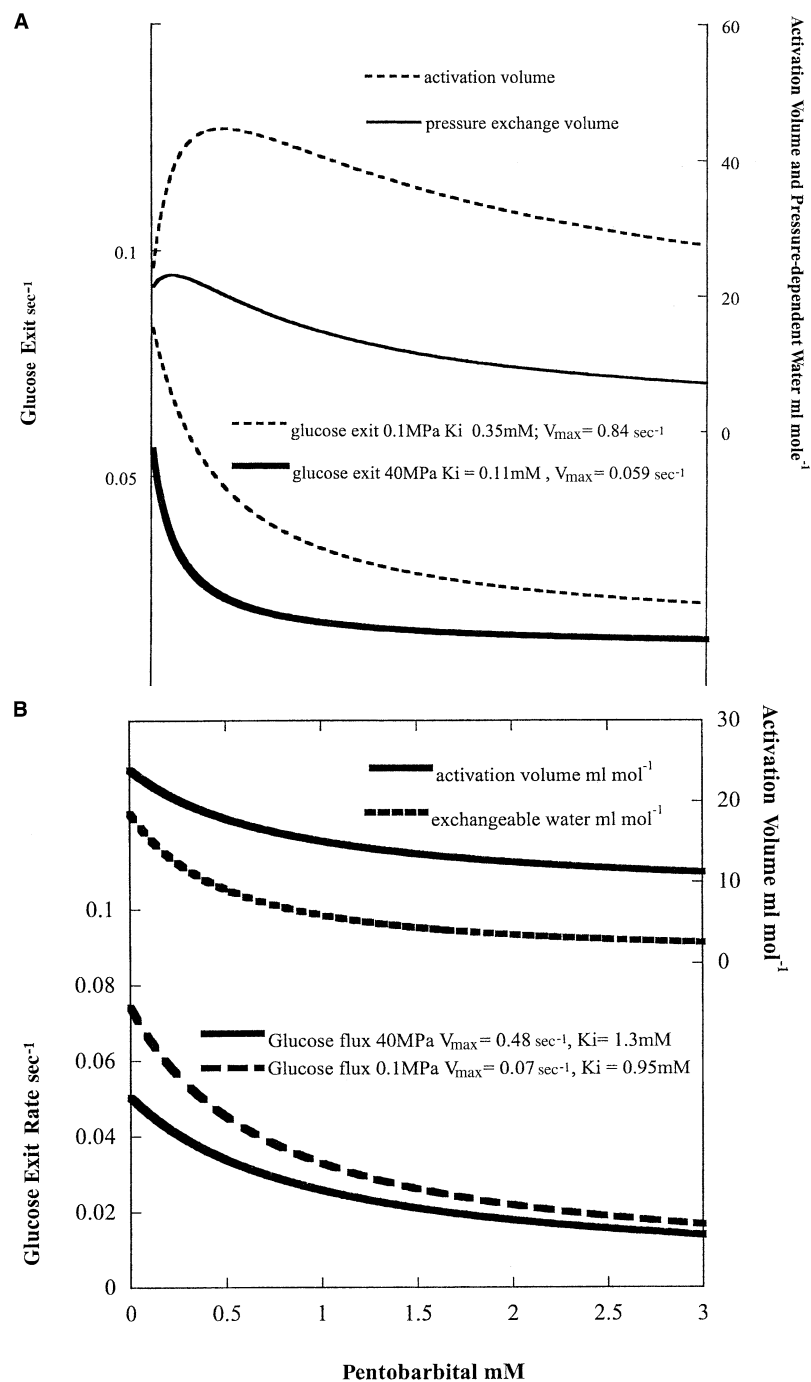 A
60
activation volume
pressure exchange volume
40
0.1
20
glucose exit 0.1MPa Ki 0.35mM; Vmax= 0.84 sec-1
0
glucose exit 40MPa Ki = 0.11mM , Vmax= 0.059 sec-1
0.05
Glucose Exit sec-1
Activation Volume and Pressure-dependent Water ml mole-1
B
30
activation volume ml mol-1
20
exchangeable water ml mol-1
10
0.1
0
0.08
Glucose flux 40MPa Vmax= 0.48 sec-1, Ki= 1.3mM
0.06
Glucose flux 0.1MPa Vmax= 0.07 sec-1, Ki = 0.95mM
0.04
0.02
0
Glucose Exit Rate sec-1
Activation Volume ml mol-1
0 0.5 1 1.5 2 2.5 3
Pentobarbital mM